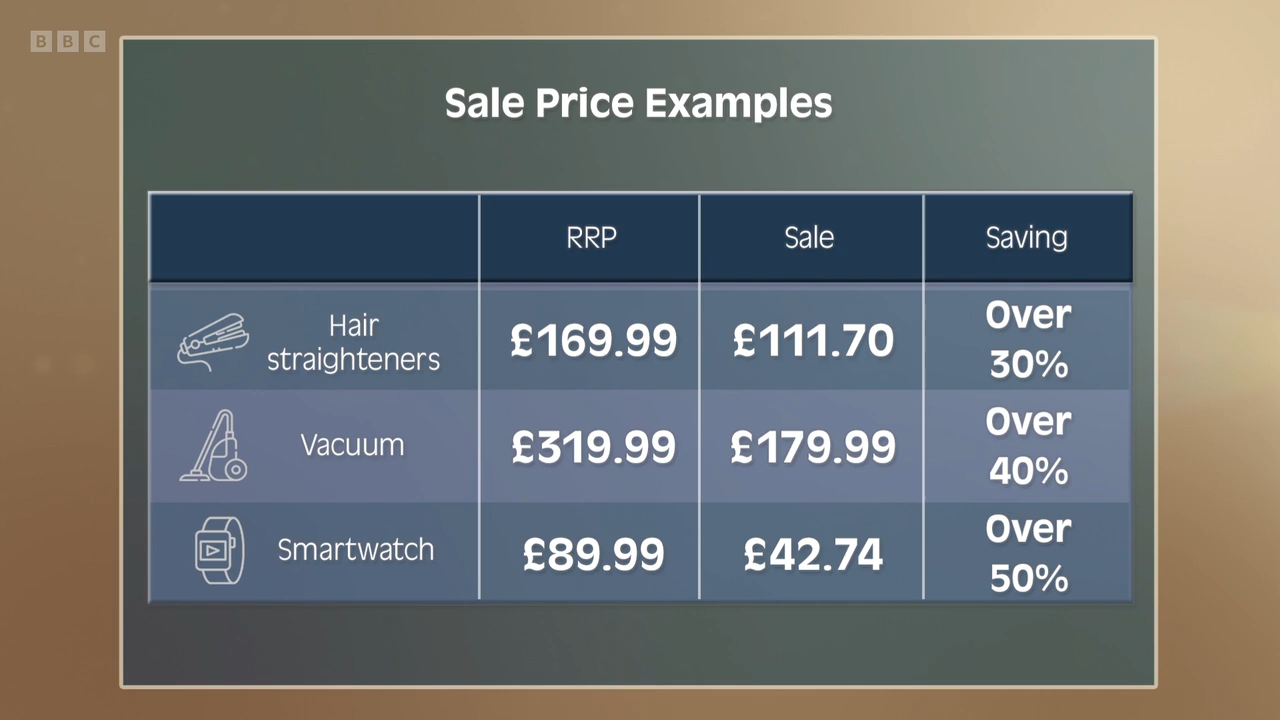 BBC
Sale Price Examples
RRP Sale Saving
Hair straighteners £169.99 £111.70 Over 30%
Vacuum £319.99 £179.99 Over 40%
Smartwatch £89.99 £42.74 Over 50%